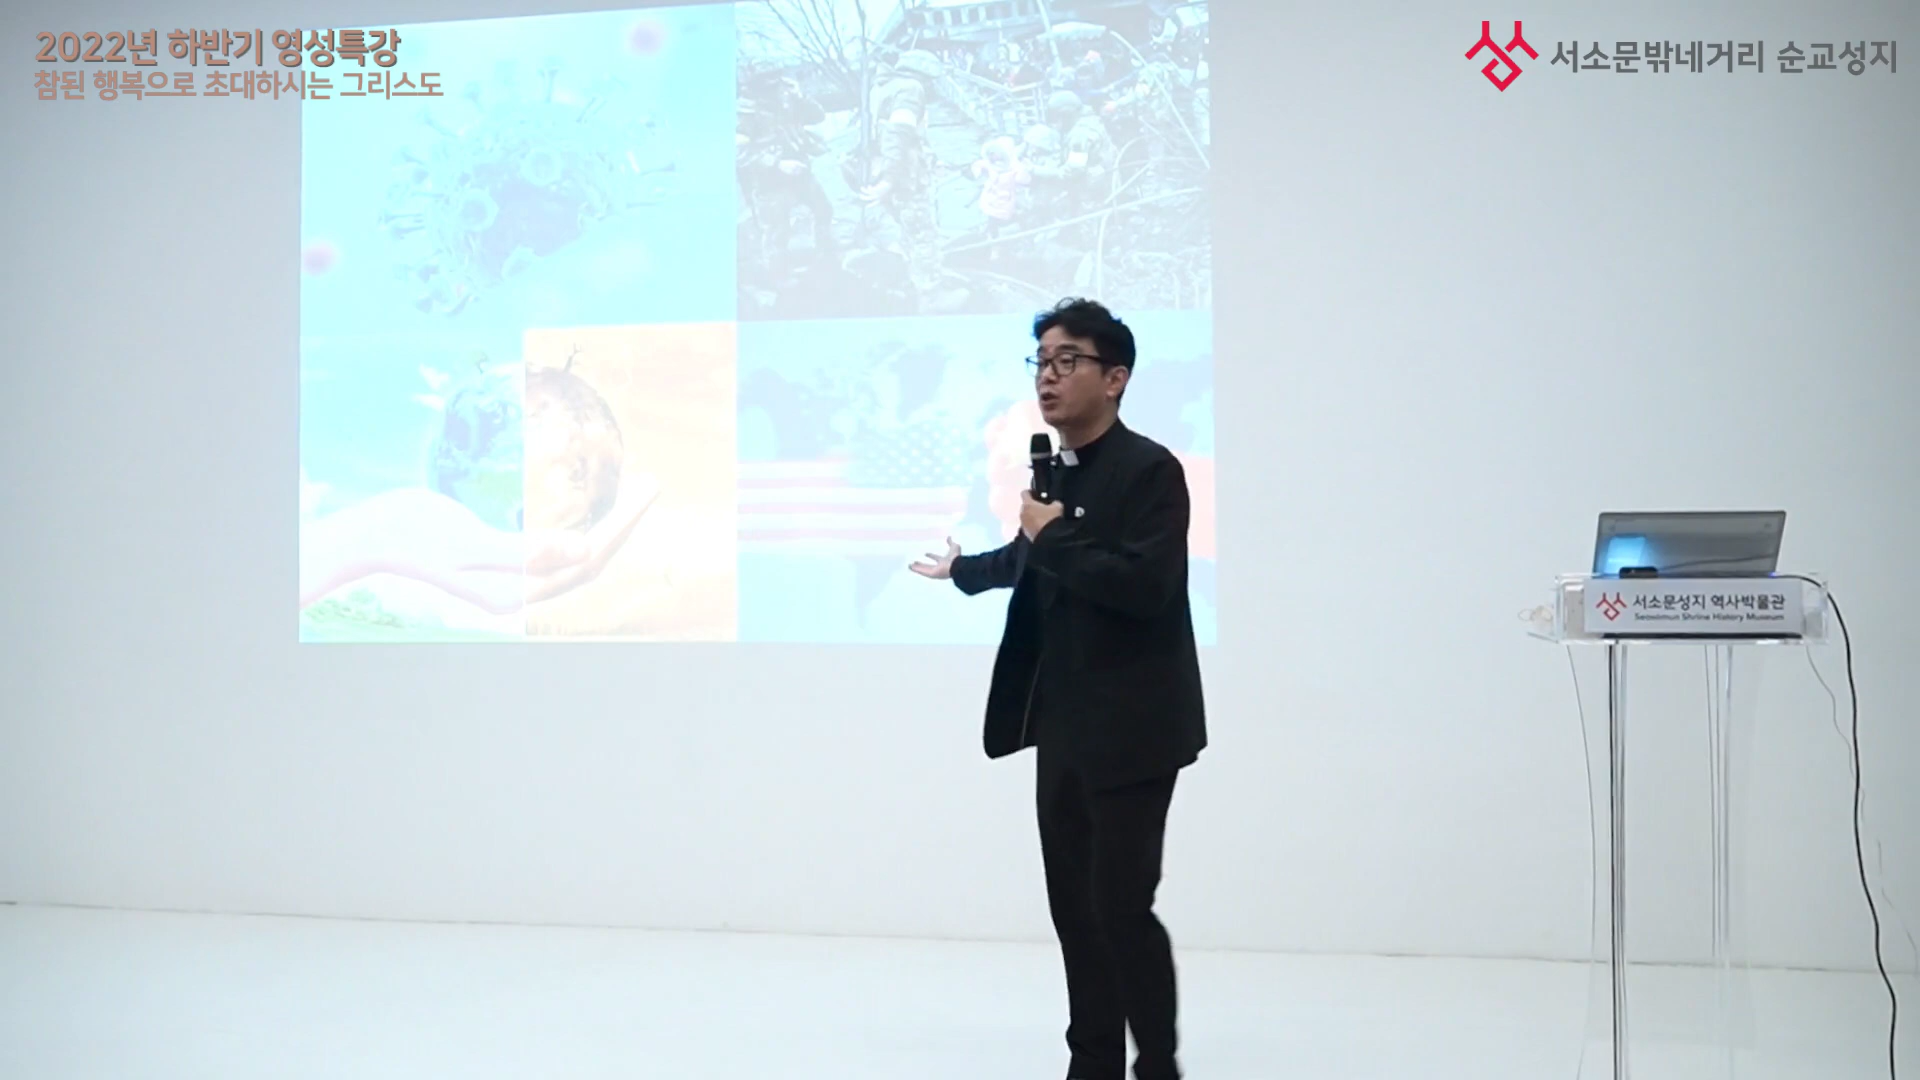 2022년 하반기 영성특강
참된 행복으로 초대하시는 그리스도
서소문밖네거리 순교성지
서소문성지 역사박물관
Seosomun Shrine History Museum